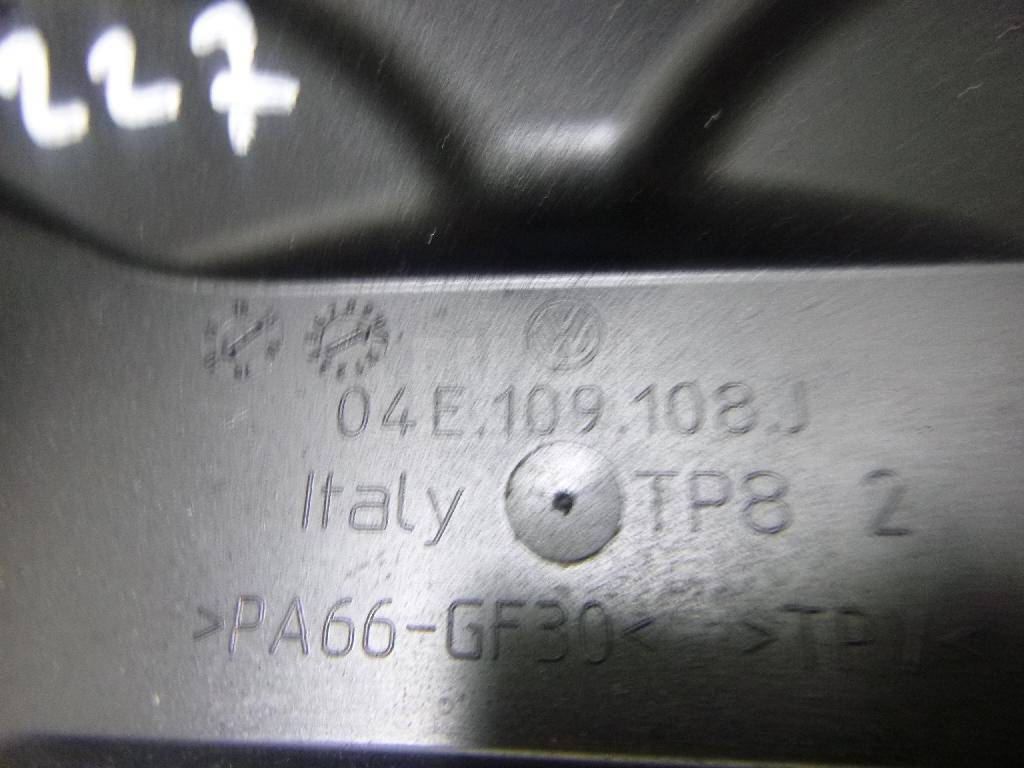 227
04E.109.108.J
Italy TP8 2
>PA66-GF30<